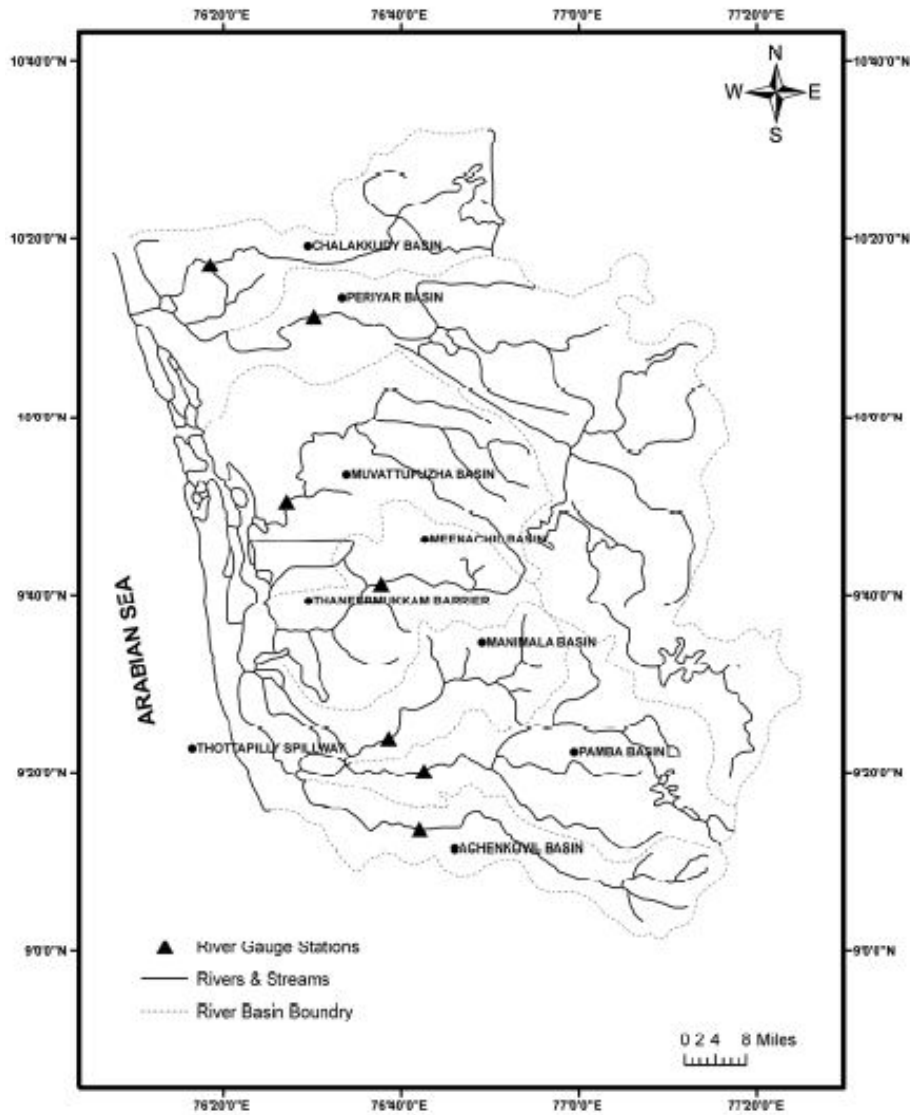 76°20'0"E 76°40'0"E 77°0'0"E 77°20'0"E
10°40'0"N 10°40'0"N
N
W E
S
10°20'0"N 10°20'0"N
CHALAKKUDY BASIN
PERIYAR BASIN
10°0'0"N 10°0'0"N
MUVATTUPUZHA BASIN
MEENACHIL BASIN
9°40'0"N 9°40'0"N
THANEERMUKKAM BARRIER
MANIMALA BASIN
ARABIAN SEA
THOTTAPILLY SPILLWAY
PAMBA BASIN
9°20'0"N 9°20'0"N
ACHENKOVIL BASIN
River Gauge Stations
9°0'0"N 9°0'0"N
Rivers & Streams
River Basin Boundry
0 2 4 8 Miles
76°20'0"E 76°40'0"E 77°0'0"E 77°20'0"E